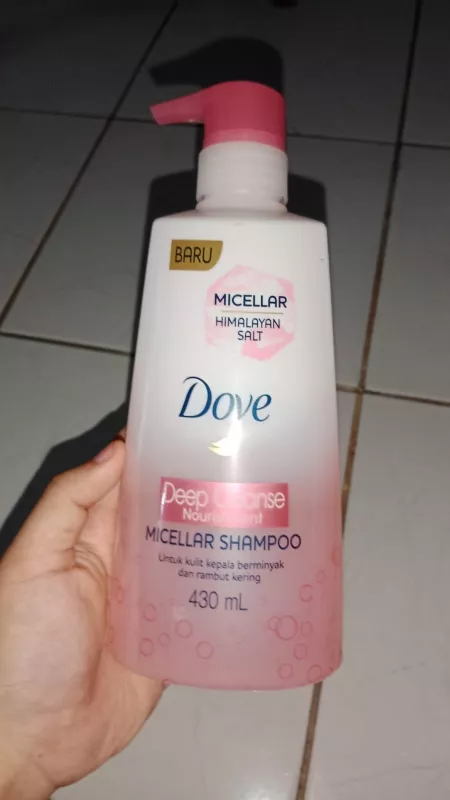 BARU
MICELLAR
HIMALAYAN
SALT
Dove
Deep Cleanse
Nourishment
MICELLAR SHAMPOO
Untuk kulit kepala berminyak
dan rambut kering
430 mL